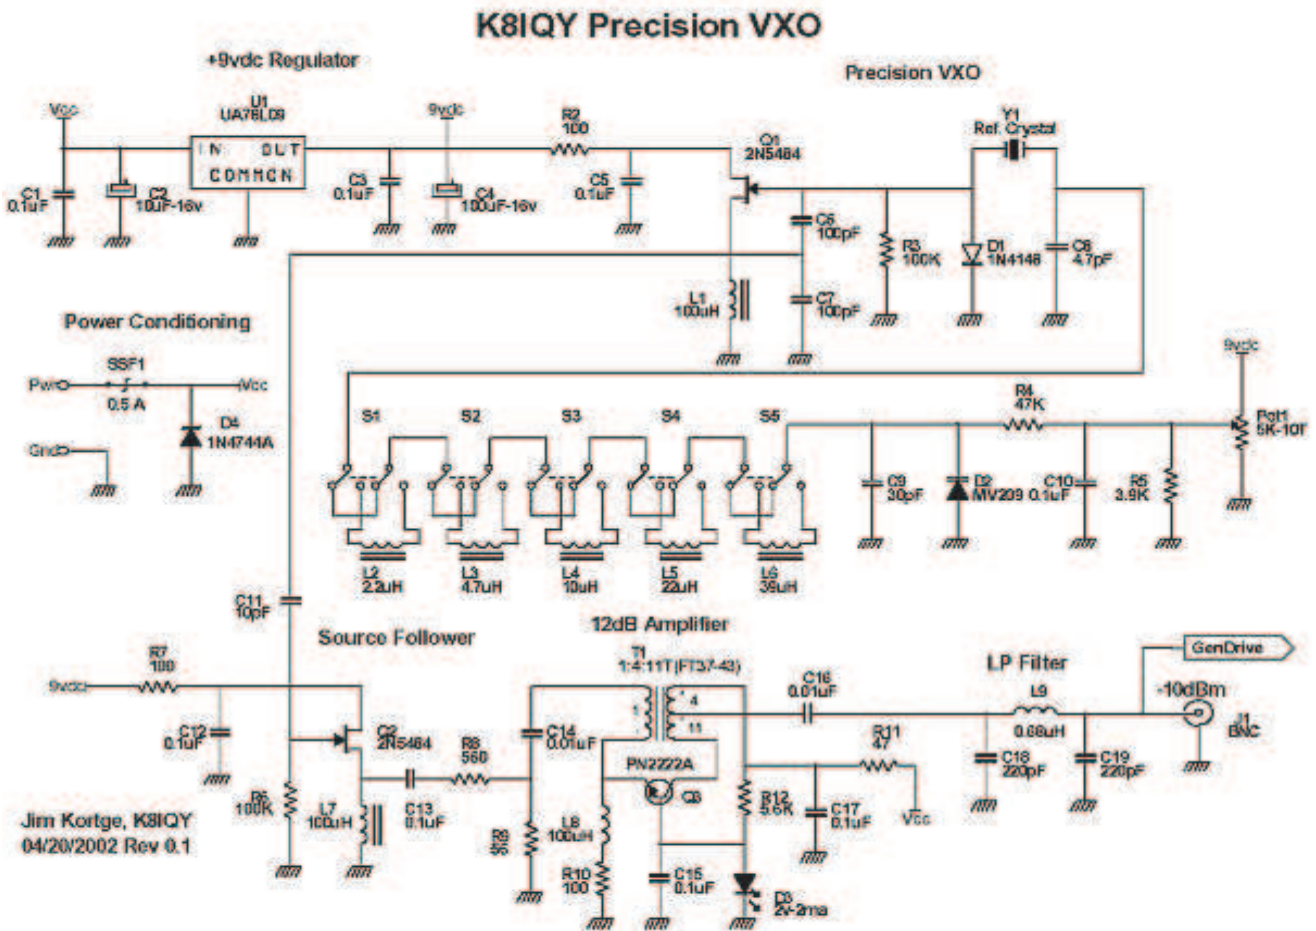 K8IQY Precision VXO
+9vdc Regulator
Precision VXO
Vcc
U1
UA78L09
9vdc
R2
100
Q1
2N5484
Y1
Ref. Crystal
IN OUT
COMMON
C1
0.1uF
C2
10uF-16v
C3
0.1uF
C4
100uF-16v
C5
0.1uF
C6
100pF
R3
100K
D1
1N4148
C8
4.7pF
L1
100uH
C7
100pF
Power Conditioning
SSF1
Pwr
Vcc
0.5 A
D4
1N4744A
Gnd
9vdc
R4
47K
Pot1
S1
S2
S3
S4
S5
C9
30pF
D2
MV209
C10
0.1uF
R5
3.9K
L2
2.2uH
L3
4.7uH
L4
10uH
L5
22uH
L6
39uH
C11
10pF
Source Follower
12dB Amplifier
T1
1:4:11T(FT37-43)
LP Filter
GenDrive
R7
100
9vdc
C16
0.01uF
L9
0.68uH
-10dBm
J1
BNC
1
4
11
C12
0.1uF
Q2
2N5484
R8
560
C14
0.01uF
R11
47
C18
220pF
C19
220pF
PN2222A
Q3
R6
100K
L7
100uH
C13
0.1uF
R9
L8
100uH
R12
5.6K
C17
0.1uF
Vcc
Jim Kortge, K8IQY
04/20/2002 Rev 0.1
R10
100
C15
0.1uF
D3
2v-2ma